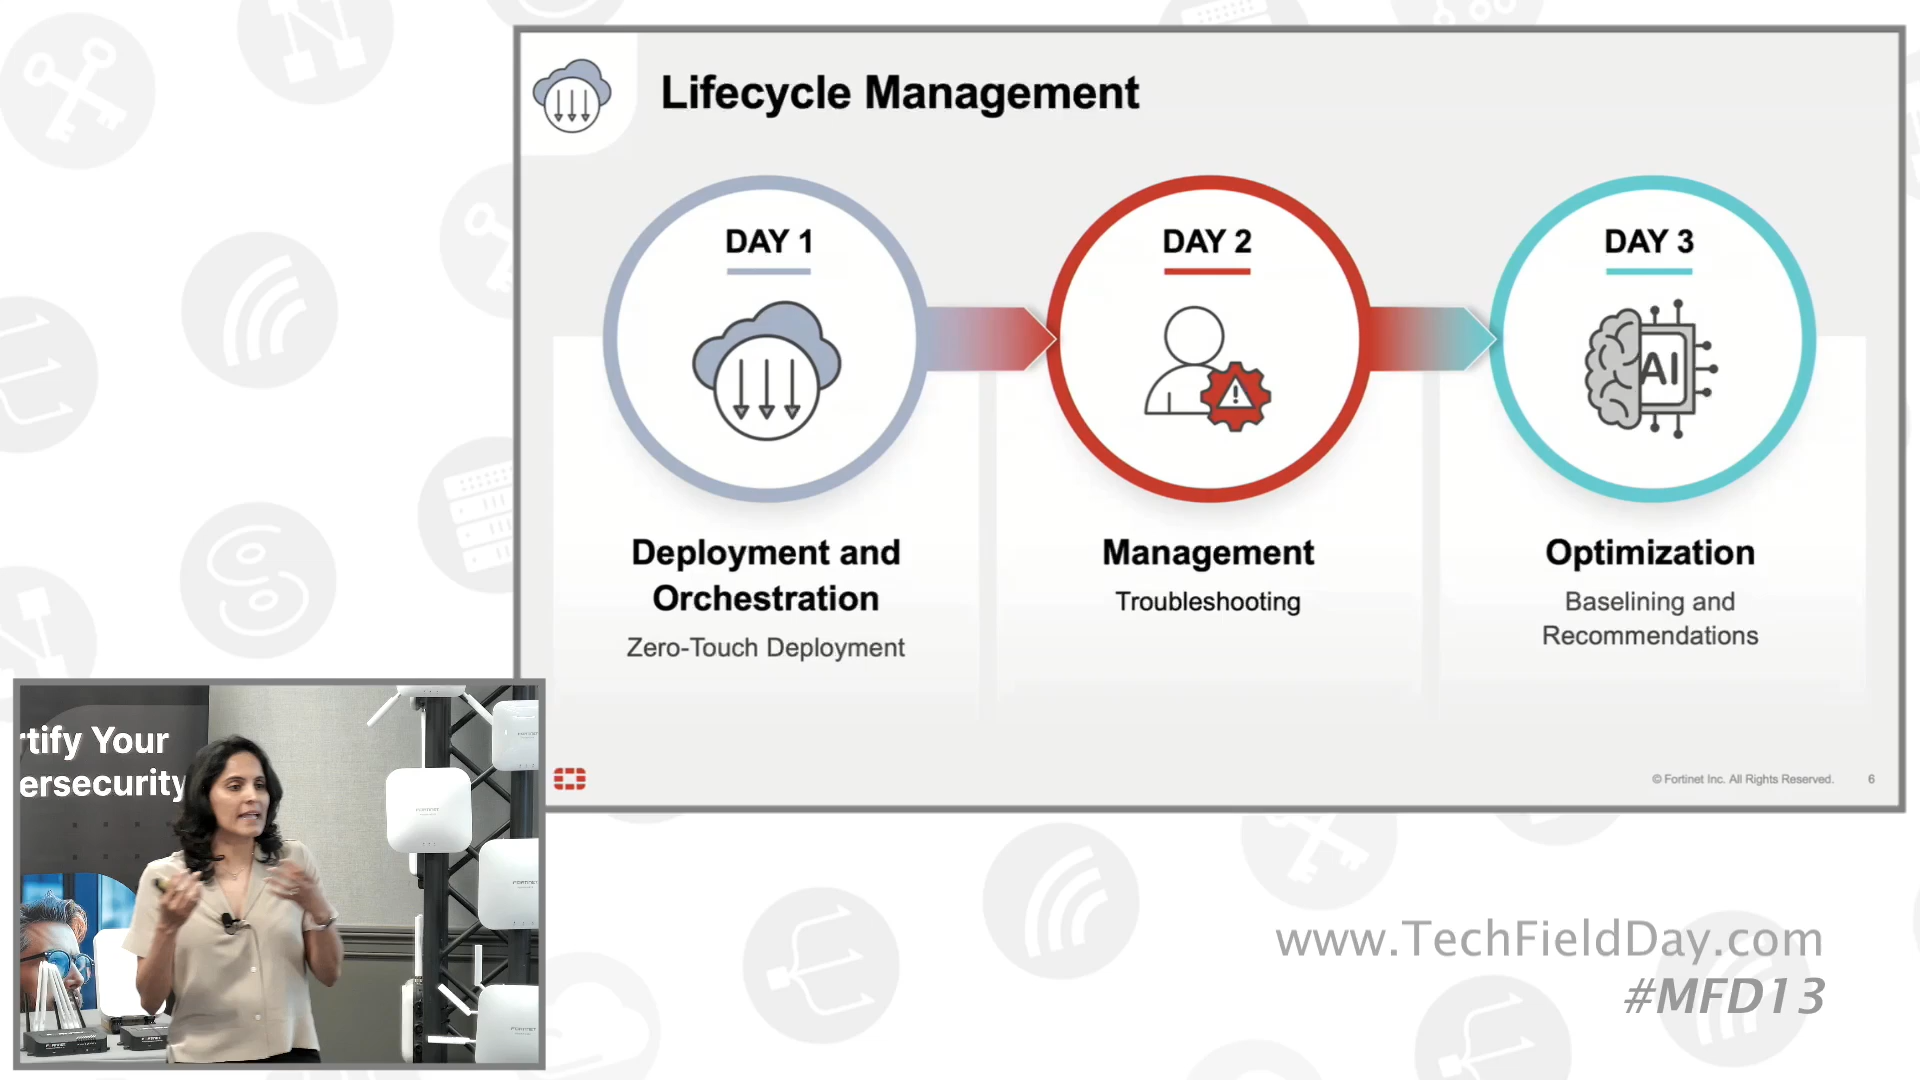 Lifecycle Management
DAY 1
DAY 2
DAY 3
AI
Deployment and
Orchestration
Zero-Touch Deployment
Management
Troubleshooting
Optimization
Baselining and
Recommendations
© Fortinet Inc. All Rights Reserved.
6
rtify Your
ersecurity
www.TechFieldDay.com
#MFD13